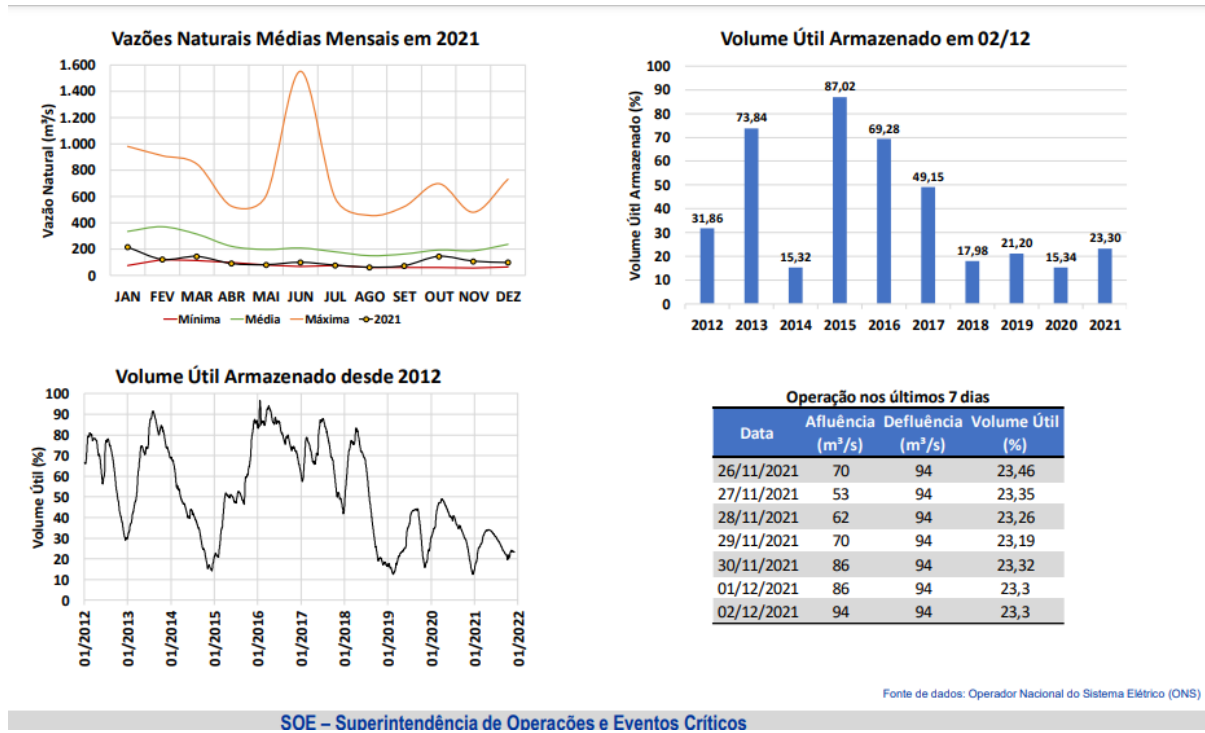 Vazões Naturais Médias Mensais em 2021
Vazão Natural (m³/s)
1.600
1.400
1.200
1.000
800
600
400
200
0
JAN FEV MAR ABR MAI JUN JUL AGO SET OUT NOV DEZ
Mínima Média Máxima 2021
Volume Útil Armazenado em 02/12
Volume Úitl Armazenado (%)
100
90
80
70
60
50
40
30
20
10
0
31,86
73,84
15,32
87,02
69,28
49,15
17,98
21,20
15,34
23,30
2012 2013 2014 2015 2016 2017 2018 2019 2020 2021
Volume Útil Armazenado desde 2012
Volume Útil (%)
100
90
80
70
60
50
40
30
20
10
0
01/2012
01/2013
01/2014
01/2015
01/2016
01/2017
01/2018
01/2019
01/2020
01/2021
01/2022
Operação nos últimos 7 dias
Data Afluência (m³/s) Defluência (m³/s) Volume Útil (%)
26/11/2021 70 94 23,46
27/11/2021 53 94 23,35
28/11/2021 62 94 23,26
29/11/2021 70 94 23,19
30/11/2021 86 94 23,32
01/12/2021 86 94 23,3
02/12/2021 94 94 23,3
Fonte de dados: Operador Nacional do Sistema Elétrico (ONS)
SOE – Superintendência de Operações e Eventos Críticos